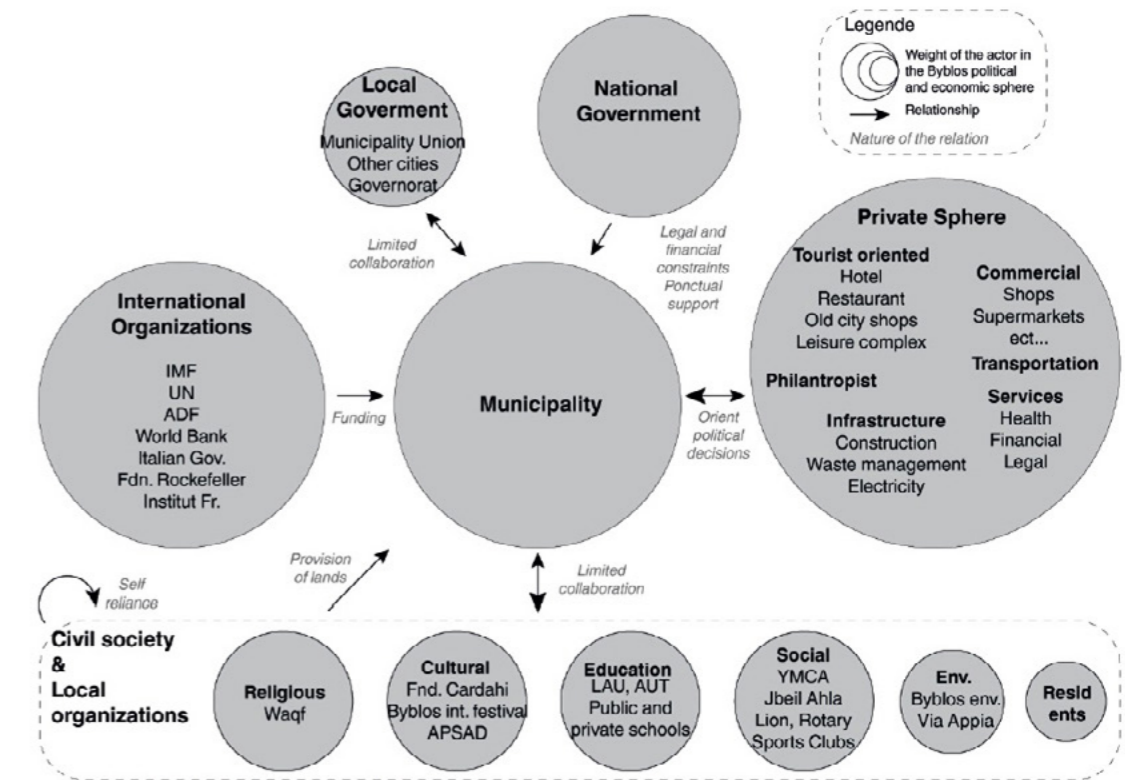 Legende
Weight of the actor in
the Byblos political
and economic sphere
Relationship
Nature of the relation
Local
Goverment
Municipality Union
Other cities
Governorat
National
Government
Limited
collaboration
Legal and
financial
constraints
Ponctual
support
Private Sphere
Tourist oriented
Hotel
Restaurant
Old city shops
Leisure complex
Commercial
Shops
Supermarkets
ect...
Transportation
Philantropist
Services
Health
Financial
Legal
Infrastructure
Construction
Waste management
Electricity
International
Organizations
IMF
UN
ADF
World Bank
Italian Gov.
Fdn. Rockefeller
Institut Fr.
Funding
Municipality
Orient
political
decisions
Provision
of lands
Limited
collaboration
Self
reliance
Civil society
&
Local
organizations
Religious
Waqf
Cultural
Fnd. Cardahi
Byblos int. festival
APSAD
Education
LAU, AUT
Public and
private schools
Social
YMCA
Jbeil Ahla
Lion, Rotary
Sports Clubs
Env.
Byblos env.
Via Appia
Resid
ents